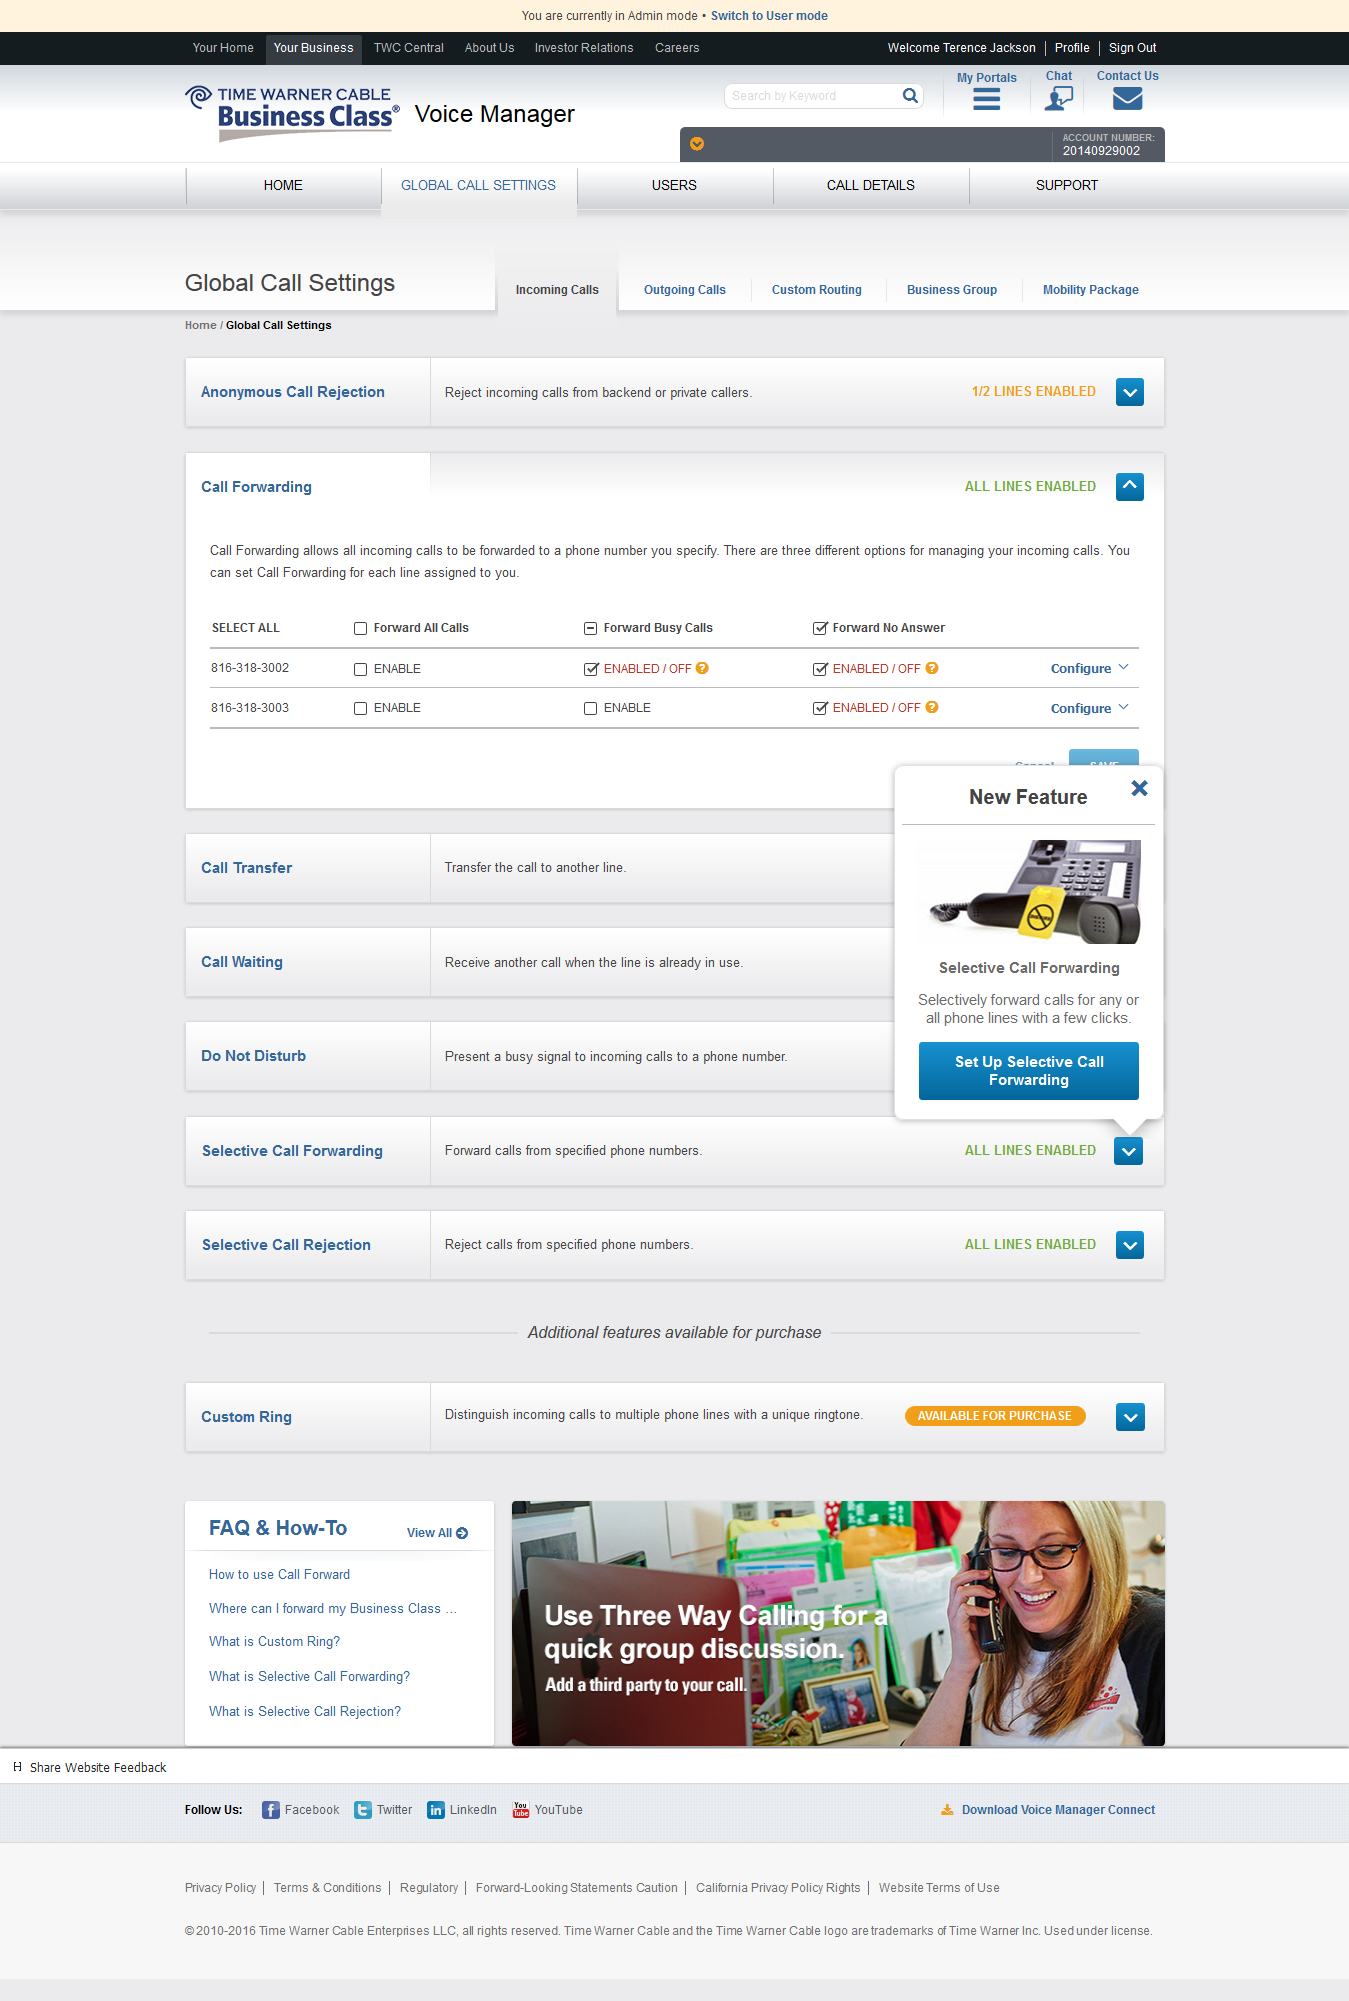 You are currently in Admin mode • Switch to User mode
Your Home Your Business TWC Central About Us Investor Relations Careers Welcome Terence Jackson Profile Sign Out
TIME WARNER CABLE
Business Class®
Voice Manager
Search by Keyword
My Portals
Chat
Contact Us
ACCOUNT NUMBER:
20140929002
HOME GLOBAL CALL SETTINGS USERS CALL DETAILS SUPPORT
Global Call Settings
Incoming Calls Outgoing Calls Custom Routing Business Group Mobility Package
Home / Global Call Settings
Anonymous Call Rejection Reject incoming calls from backend or private callers. 1/2 LINES ENABLED
Call Forwarding ALL LINES ENABLED
Call Forwarding allows all incoming calls to be forwarded to a phone number you specify. There are three different options for managing your incoming calls. You
can set Call Forwarding for each line assigned to you.
SELECT ALL Forward All Calls Forward Busy Calls Forward No Answer
816-318-3002 ENABLE ENABLED / OFF ? ENABLED / OFF ? Configure
816-318-3003 ENABLE ENABLE ENABLED / OFF ? Configure
Cancel SAVE
New Feature
Selective Call Forwarding
Selectively forward calls for any or
all phone lines with a few clicks.
Set Up Selective Call
Forwarding
Call Transfer Transfer the call to another line.
Call Waiting Receive another call when the line is already in use.
Do Not Disturb Present a busy signal to incoming calls to a phone number.
Selective Call Forwarding Forward calls from specified phone numbers. ALL LINES ENABLED
Selective Call Rejection Reject calls from specified phone numbers. ALL LINES ENABLED
Additional features available for purchase
Custom Ring Distinguish incoming calls to multiple phone lines with a unique ringtone. AVAILABLE FOR PURCHASE
FAQ & How-To View All
How to use Call Forward
Where can I forward my Business Class ...
What is Custom Ring?
What is Selective Call Forwarding?
What is Selective Call Rejection?
Use Three Way Calling for a
quick group discussion.
Add a third party to your call.
[+] Share Website Feedback
Follow Us: Facebook Twitter LinkedIn YouTube Download Voice Manager Connect
Privacy Policy Terms & Conditions Regulatory Forward-Looking Statements Caution California Privacy Policy Rights Website Terms of Use
© 2010-2016 Time Warner Cable Enterprises LLC, all rights reserved. Time Warner Cable and the Time Warner Cable logo are trademarks of Time Warner Inc. Used under license.